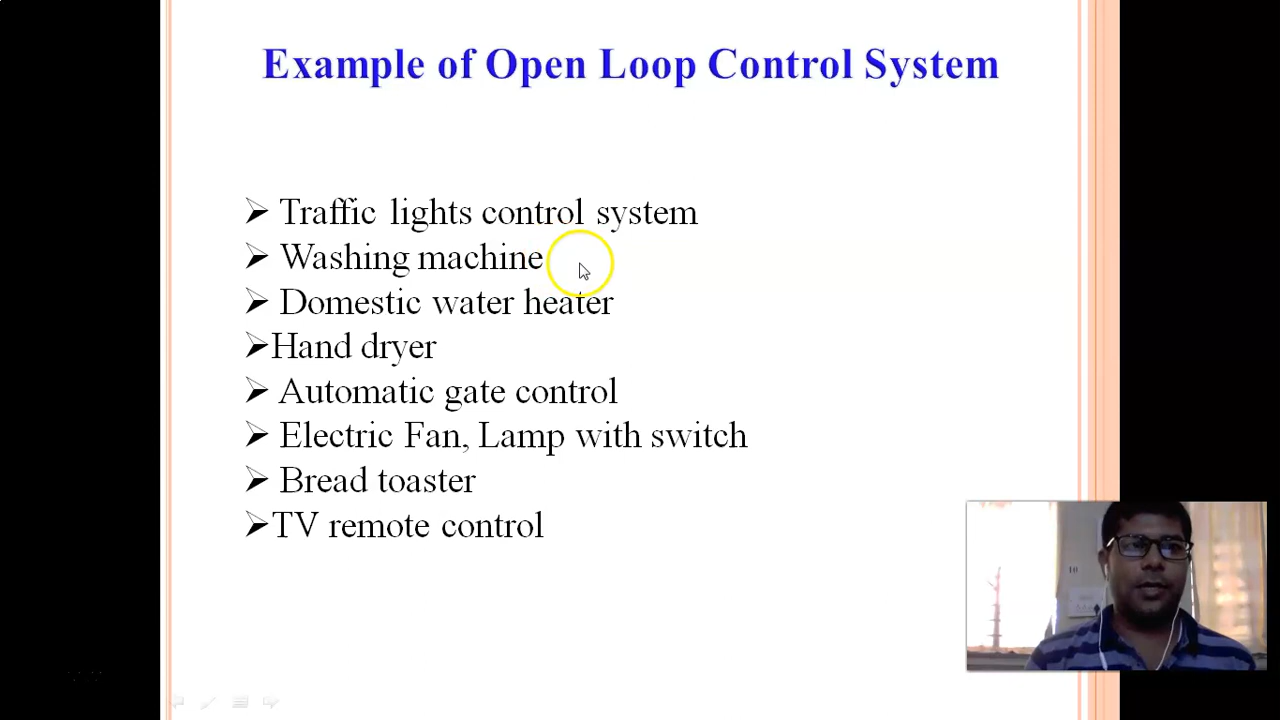 Example of Open Loop Control System
➢ Traffic lights control system
➢ Washing machine
➢ Domestic water heater
➢Hand dryer
➢ Automatic gate control
➢ Electric Fan, Lamp with switch
➢ Bread toaster
➢TV remote control
10